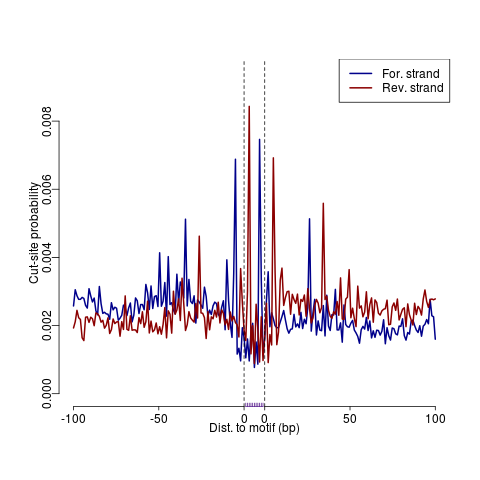 For. strand
Rev. strand
Cut-site probability
0.008
0.006
0.004
0.002
0.000
-100 -50 0 0 50 100
Dist. to motif (bp)